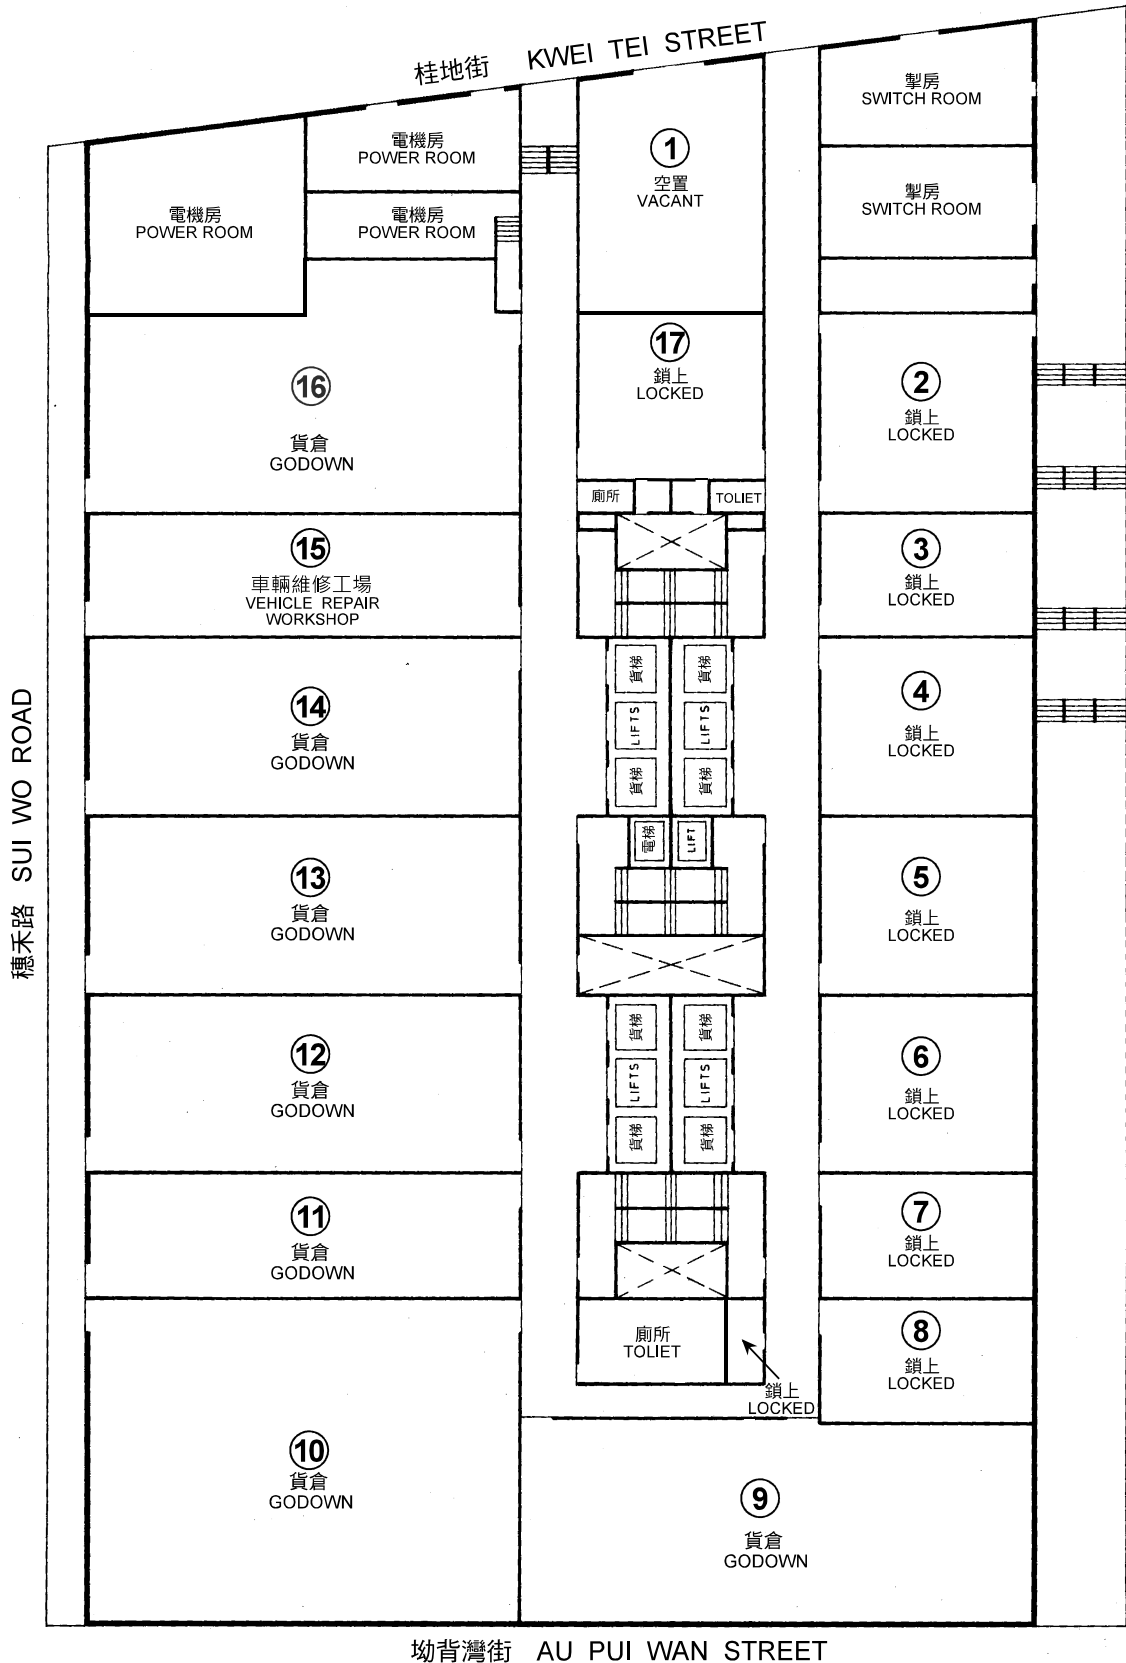 桂地街 KWEI TEI STREET
掣房
SWITCH ROOM
電機房
POWER ROOM
1
空置
VACANT
掣房
SWITCH ROOM
電機房
POWER ROOM
電機房
POWER ROOM
17
鎖上
LOCKED
16
貨倉
GODOWN
2
鎖上
LOCKED
廁所
TOLIET
15
車輛維修工場
VEHICLE REPAIR
WORKSHOP
3
鎖上
LOCKED
貨梯
貨梯
LIFTS
LIFTS
貨梯
貨梯
14
貨倉
GODOWN
4
鎖上
LOCKED
電梯
LIFT
13
貨倉
GODOWN
5
鎖上
LOCKED
穗禾路 SUI WO ROAD
貨梯
貨梯
LIFTS
LIFTS
貨梯
貨梯
12
貨倉
GODOWN
6
鎖上
LOCKED
11
貨倉
GODOWN
7
鎖上
LOCKED
廁所
TOLIET
鎖上
LOCKED
8
鎖上
LOCKED
10
貨倉
GODOWN
9
貨倉
GODOWN
坳背灣街 AU PUI WAN STREET